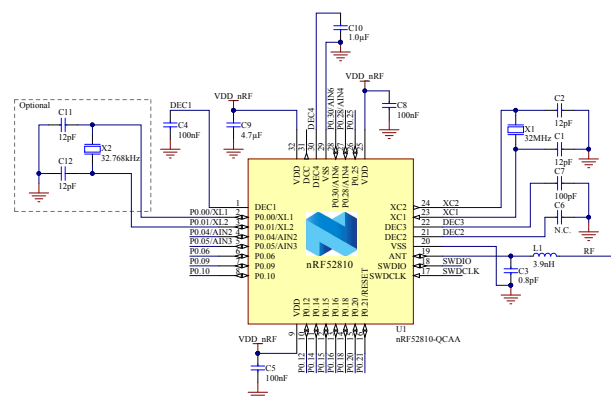 C10
1.0µF
VDD_nRF
Optional
C11
12pF
X2
32.768kHz
C12
12pF
DEC1
C4
100nF
VDD_nRF
C9
4.7µF
DEC4
P0.30/AIN6
P0.28/AIN4
P0.25
C8
100nF
C2
12pF
X1
32MHz
C1
12pF
C7
100pF
C6
N.C.
32
31
30
29
28
27
26
25
VDD
DCC
DEC4
VSS
P0.30/AIN6
P0.28/AIN4
P0.25
VDD
1
DEC1
P0.00/XL1
2
P0.00/XL1
P0.01/XL2
3
P0.01/XL2
P0.04/AIN2
4
P0.04/AIN2
P0.05/AIN3
5
P0.05/AIN3
P0.06
6
P0.06
P0.09
P0.09
P0.10
8
P0.10
nRF52810
XC2
24
XC2
XC1
23
XC1
DEC3
22
DEC3
DEC2
21
DEC2
VSS
20
ANT
19
SWDIO
SWDIO
SWDCLK
17
SWDCLK
L1
3.9nH
RF
C3
0.8pF
VDD
P0.12
P0.14
P0.15
P0.16
P0.18
P0.20
P0.21/RESET
U1
nRF52810-QCAA
9
10
P0.12
P0.14
P0.15
P0.16
P0.18
P0.20
P0.21
VDD_nRF
C5
100nF